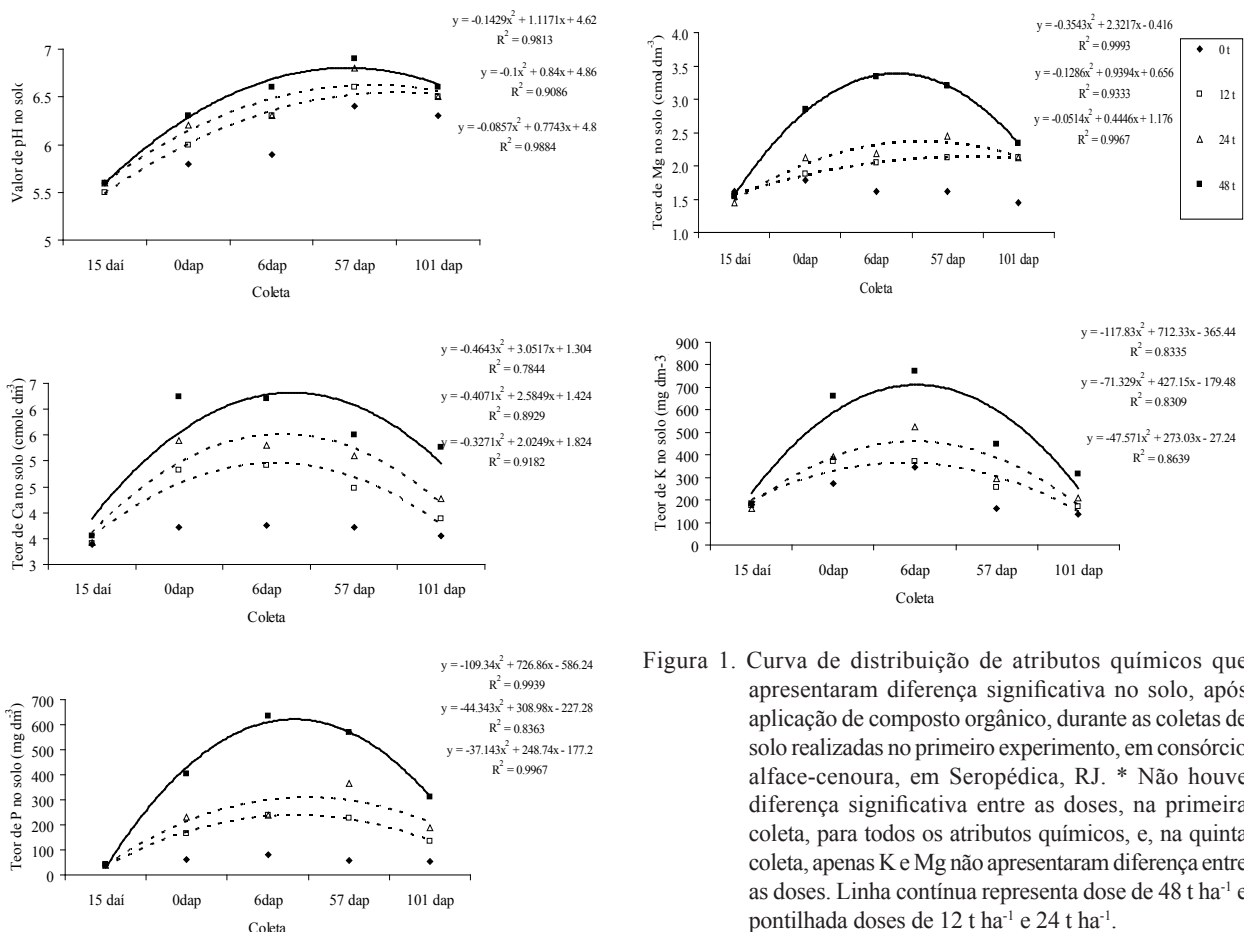 y = -0.1429x² + 1.1171x + 4.62
R² = 0.9813
y = -0.1x² + 0.84x + 4.86
R² = 0.9086
y = -0.0857x² + 0.7743x + 4.8
R² = 0.9884
Valor de pH no solo
7
6.5
6
5.5
5
15 daí 0dap 6dap 57 dap 101 dap
Coleta
y = -0.3543x² + 2.3217x - 0.416
R² = 0.9993
y = -0.1286x² + 0.9394x + 0.656
R² = 0.9333
y = -0.0514x² + 0.4446x + 1.176
R² = 0.9967
Teor de Mg no solo (cmol dm⁻³)
4.0
3.5
3.0
2.5
2.0
1.5
1.0
15 daí 0dap 6dap 57 dap 101 dap
Coleta
0 t
12 t
24 t
48 t
y = -0.4643x² + 3.0517x + 1.304
R² = 0.7844
y = -0.4071x² + 2.5849x + 1.424
R² = 0.8929
y = -0.3271x² + 2.0249x + 1.824
R² = 0.9182
Teor de Ca no solo (cmolc dm⁻³)
7
6
6
5
5
4
4
3
15 daí 0dap 6dap 57 dap 101 dap
Coleta
y = -117.83x² + 712.33x - 365.44
R² = 0.8335
y = -71.329x² + 427.15x - 179.48
R² = 0.8309
y = -47.571x² + 273.03x - 27.24
R² = 0.8639
Teor de K no solo (mg dm-3
900
800
700
600
500
400
300
200
100
0
15 daí 0dap 6dap 57 dap 101 dap
Coleta
y = -109.34x² + 726.86x - 586.24
R² = 0.9939
y = -44.343x² + 308.98x - 227.28
R² = 0.8363
y = -37.143x² + 248.74x - 177.2
R² = 0.9967
Teor de P no solo (mg dm⁻³)
700
600
500
400
300
200
100
0
15 daí 0dap 6dap 57 dap 101 dap
Coleta
Figura 1. Curva de distribuição de atributos químicos que
apresentaram diferença significativa no solo, após
aplicação de composto orgânico, durante as coletas de
solo realizadas no primeiro experimento, em consórcio
alface-cenoura, em Seropédica, RJ. * Não houve
diferença significativa entre as doses, na primeira
coleta, para todos os atributos químicos, e, na quinta
coleta, apenas K e Mg não apresentaram diferença entre
as doses. Linha contínua representa dose de 48 t ha⁻¹ e
pontilhada doses de 12 t ha⁻¹ e 24 t ha⁻¹.